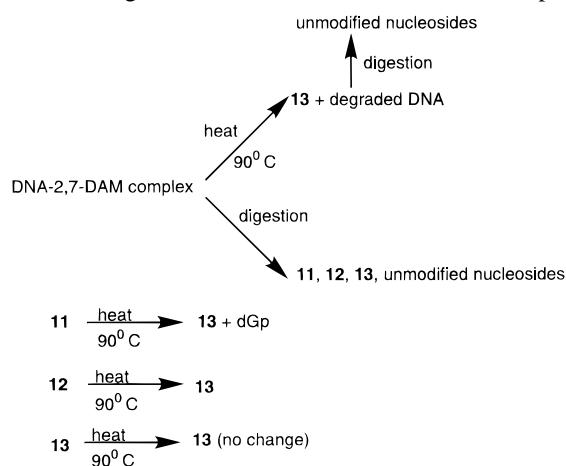 unmodified nucleosides
digestion
13 + degraded DNA
heat
90⁰ C
DNA-2,7-DAM complex
digestion
11, 12, 13, unmodified nucleosides
11 heat 90⁰ C 13 + dGp
12 heat 90⁰ C 13
13 heat 90⁰ C 13 (no change)